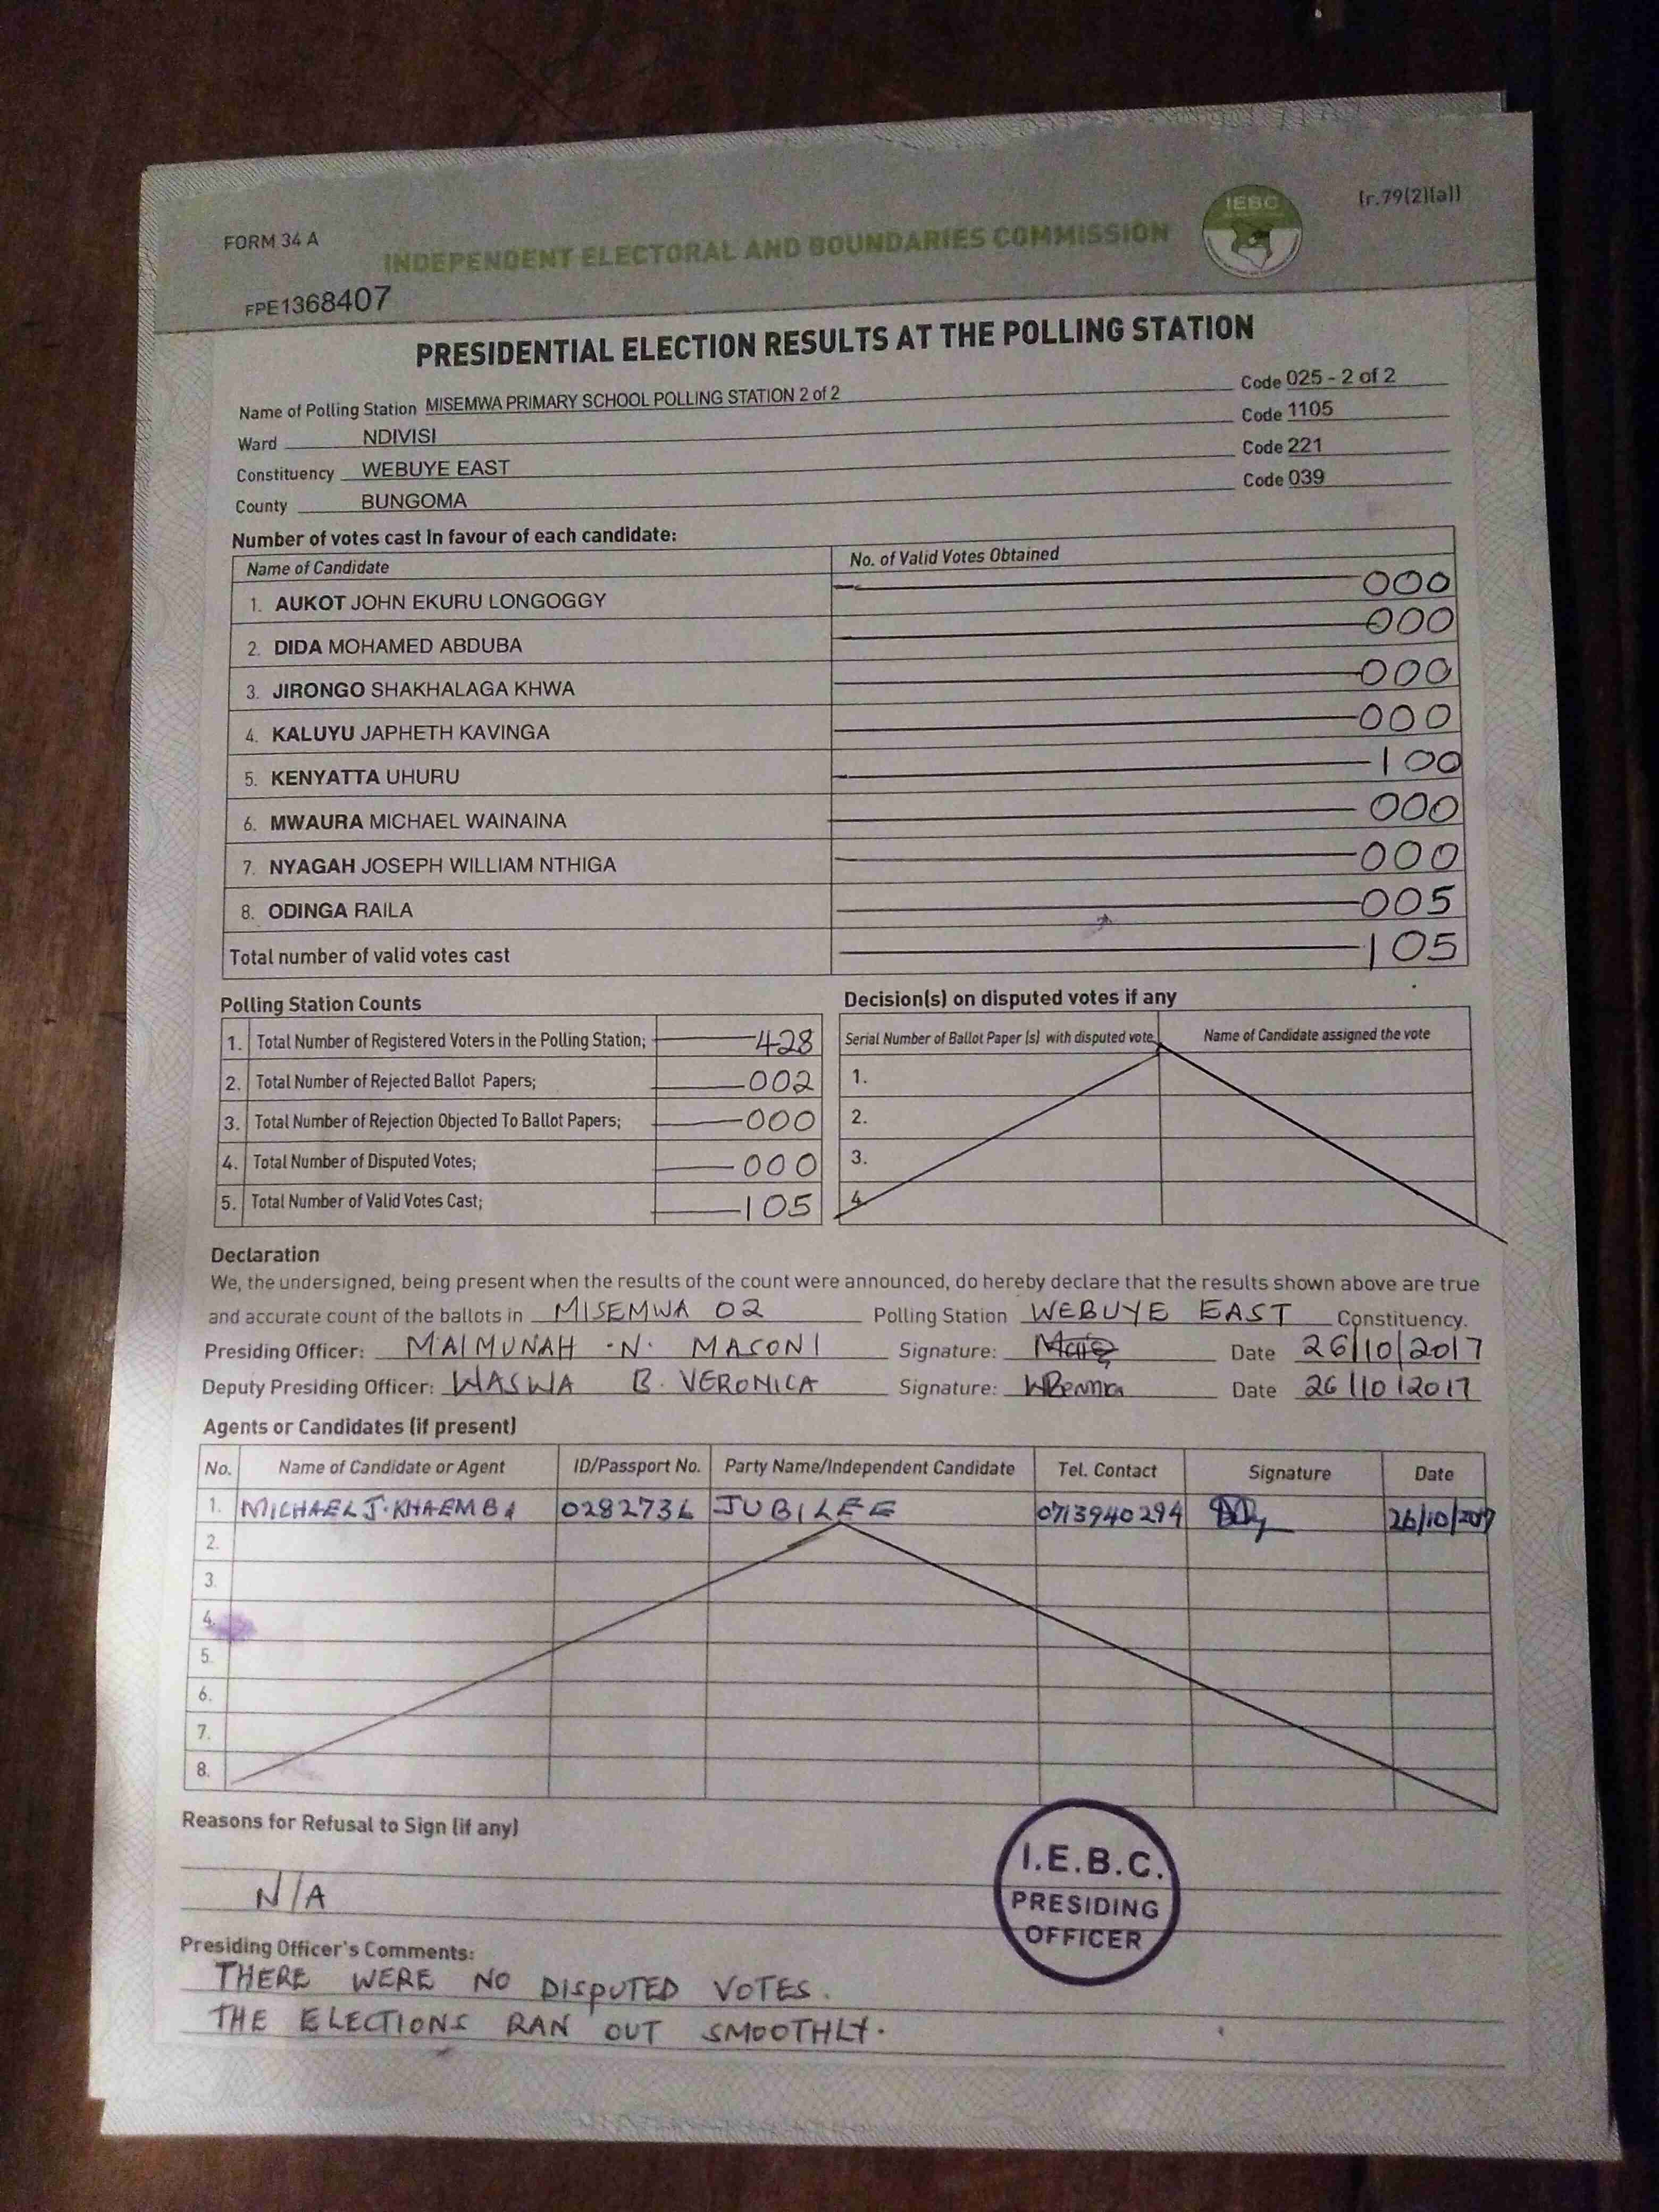 FORM 34 A
INDEPENDENT ELECTORAL AND BOUNDARIES COMMISSION
IEBC
(r.79(2)(a))
FPE1368407
PRESIDENTIAL ELECTION RESULTS AT THE POLLING STATION
Name of Polling Station MISEMWA PRIMARY SCHOOL POLLING STATION 2 of 2 Code 025 - 2 of 2
Ward NDIVISI Code 1105
Constituency WEBUYE EAST Code 221
County BUNGOMA Code 039
Number of votes cast in favour of each candidate:
Name of Candidate No. of Valid Votes Obtained
1. AUKOT JOHN EKURU LONGOGGY 000
2. DIDA MOHAMED ABDUBA 000
3. JIRONGO SHAKHALAGA KHWA 000
4. KALUYU JAPHETH KAVINGA 000
5. KENYATTA UHURU 100
6. MWAURA MICHAEL WAINAINA 000
7. NYAGAH JOSEPH WILLIAM NTHIGA 000
8. ODINGA RAILA 005
Total number of valid votes cast 105
Polling Station Counts
1. Total Number of Registered Voters in the Polling Station; 428
2. Total Number of Rejected Ballot Papers; 002
3. Total Number of Rejection Objected To Ballot Papers; 000
4. Total Number of Disputed Votes; 000
5. Total Number of Valid Votes Cast; 105
Decision(s) on disputed votes if any
Serial Number of Ballot Paper (s) with disputed vote Name of Candidate assigned the vote
1.
2.
3.
4.
Declaration
We, the undersigned, being present when the results of the count were announced, do hereby declare that the results shown above are true
and accurate count of the ballots in MISEMWA 02 Polling Station WEBUYE EAST Constituency.
Presiding Officer: MAIMUNAH .N. MASONI Signature: Date 26/10/2017
Deputy Presiding Officer: WASWA B. VERONICA Signature: Date 26/10/2017
Agents or Candidates (if present)
No. Name of Candidate or Agent ID/Passport No. Party Name/Independent Candidate Tel. Contact Signature Date
1. MICHAEL J. KHAEMBA 0282736 JUBILEE 0713940294 26/10/2017
2.
3.
4.
5.
6.
7.
8.
Reasons for Refusal to Sign (if any)
N/A
I.E.B.C.
PRESIDING
OFFICER
Presiding Officer's Comments:
THERE WERE NO DISPUTED VOTES.
THE ELECTIONS RAN OUT SMOOTHLY.